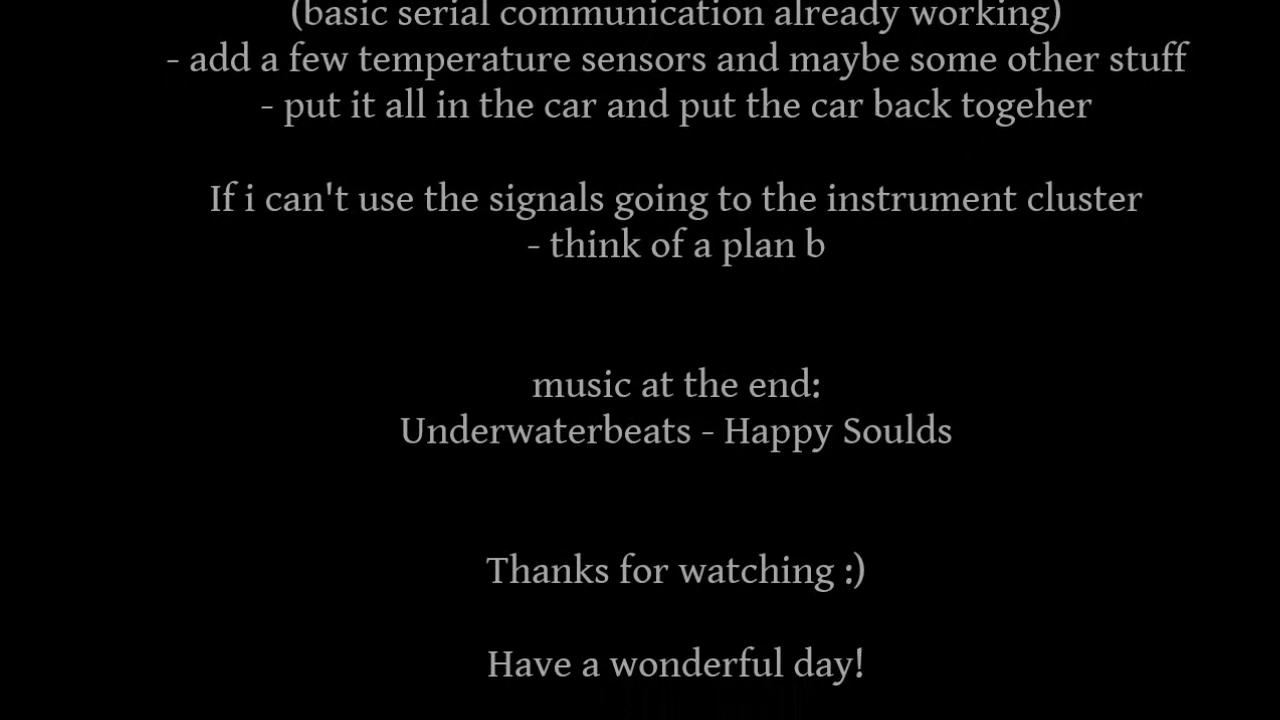 (basic serial communication already working)
- add a few temperature sensors and maybe some other stuff
- put it all in the car and put the car back togeher
If i can't use the signals going to the instrument cluster
- think of a plan b
music at the end:
Underwaterbeats - Happy Soulds
Thanks for watching :)
Have a wonderful day!